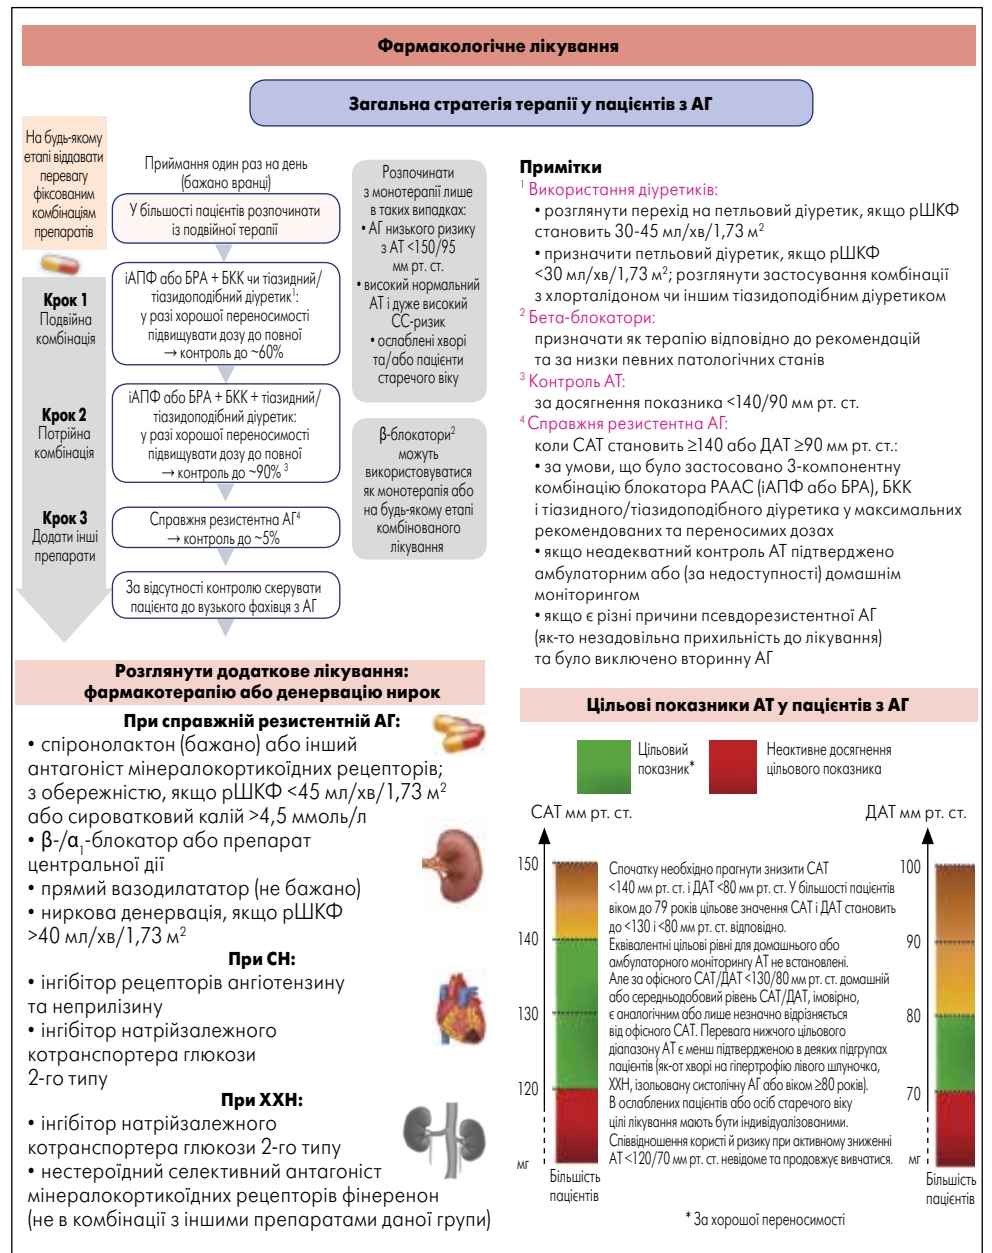 Фармакологічне лікування
Загальна стратегія терапії у пацієнтів з АГ
На будь-якому
етапі віддавати
перевагу
фіксованим
комбінаціям
препаратів
Крок 1
Подвійна
комбінація
Крок 2
Потрійна
комбінація
Крок 3
Додати інші
препарати
Приймання один раз на день
(бажано вранці)
У більшості пацієнтів розпочинати
із подвійної терапії
іАПФ або БРА + БКК чи тіазидний/
тіазидоподібний діуретик¹:
у разі хорошої переносимості
підвищувати дозу до повної
→ контроль до ~60%
іАПФ або БРА + БКК + тіазидний/
тіазидоподібний діуретик:
у разі хорошої переносимості
підвищувати дозу до повної
→ контроль до ~90% ³
Справжня резистентна АГ⁴
→ контроль до ~5%
За відсутності контролю скерувати
пацієнта до вузького фахівця з АГ
Розпочинати
з монотерапії лише
в таких випадках:
• АГ низького ризику
з АТ <150/95
мм рт. ст.
• високий нормальний
АТ і дуже високий
СС-ризик
• ослаблені хворі
та/або пацієнти
старечого віку
β-блокатори²
можуть
використовуватися
як монотерапія або
на будь-якому етапі
комбінованого
лікування
Примітки
¹ Використання діуретиків:
• розглянути перехід на петльовий діуретик, якщо рШКФ
становить 30-45 мл/хв/1,73 м²
• призначити петльовий діуретик, якщо рШКФ
<30 мл/хв/1,73 м²; розглянути застосування комбінації
з хлорталідоном чи іншим тіазидоподібним діуретиком
² Бета-блокатори:
призначати як терапію відповідно до рекомендацій
та за низки певних патологічних станів
³ Контроль АТ:
за досягнення показника <140/90 мм рт. ст.
⁴ Справжня резистентна АГ:
коли САТ становить ≥140 або ДАТ ≥90 мм рт. ст.:
• за умови, що було застосовано 3-компонентну
комбінацію блокатора РААС (іАПФ або БРА), БКК
і тіазидного/тіазидоподібного діуретика у максимальних
рекомендованих та переносимих дозах
• якщо неадекватний контроль АТ підтверджено
амбулаторним або (за недоступності) домашнім
моніторингом
• якщо є різні причини псевдорезистентної АГ
(як-то незадовільна прихильність до лікування)
та було виключено вторинну АГ
Розглянути додаткове лікування:
фармакотерапію або денервацію нирок
При справжній резистентній АГ:
• спіронолактон (бажано) або інший
антагоніст мінералокортикоїдних рецепторів;
з обережністю, якщо рШКФ <45 мл/хв/1,73 м²
або сироватковий калій >4,5 ммоль/л
• β-/α₁-блокатор або препарат
центральної дії
• прямий вазодилататор (не бажано)
• ниркова денервація, якщо рШКФ
>40 мл/хв/1,73 м²
При СН:
• інгібітор рецепторів ангіотензину
та неприлізину
• інгібітор натрійзалежного
котранспортера глюкози
2-го типу
При ХХН:
• інгібітор натрійзалежного
котранспортера глюкози 2-го типу
• нестероїдний селективний антагоніст
мінералокортикоїдних рецепторів фінеренон
(не в комбінації з іншими препаратами даної групи)
Цільові показники АТ у пацієнтів з АГ
Цільовий
показник*
Неактивне досягнення
цільового показника
САТ мм рт. ст.
150
140
130
120
мг
Більшість
пацієнтів
Спочатку необхідно прагнути знизити САТ
<140 мм рт. ст. і ДАТ <80 мм рт. ст. У більшості пацієнтів
віком до 79 років цільове значення САТ і ДАТ становить
до <130 і <80 мм рт. ст. відповідно.
Еквівалентні цільові рівні для домашнього або
амбулаторного моніторингу АТ не встановлені.
Але за офісного САТ/ДАТ <130/80 мм рт. ст. домашній
або середньодобовий рівень САТ/ДАТ, імовірно,
є аналогічним або лише незначно відрізняється
від офісного САТ. Перевага нижчого цільового
діапазону АТ є менш підтвердженою в деяких підгрупах
пацієнтів (як-от хворі на гіпертрофію лівого шлуночка,
ХХН, ізольовану систолічну АГ або віком ≥80 років).
В ослаблених пацієнтів або осіб старечого віку
цілі лікування мають бути індивідуалізованими.
Співвідношення користі й ризику при активному зниженні
АТ <120/70 мм рт. ст. невідоме та продовжує вивчатися.
ДАТ мм рт. ст.
100
90
80
70
мг
Більшість
пацієнтів
* За хорошої переносимості